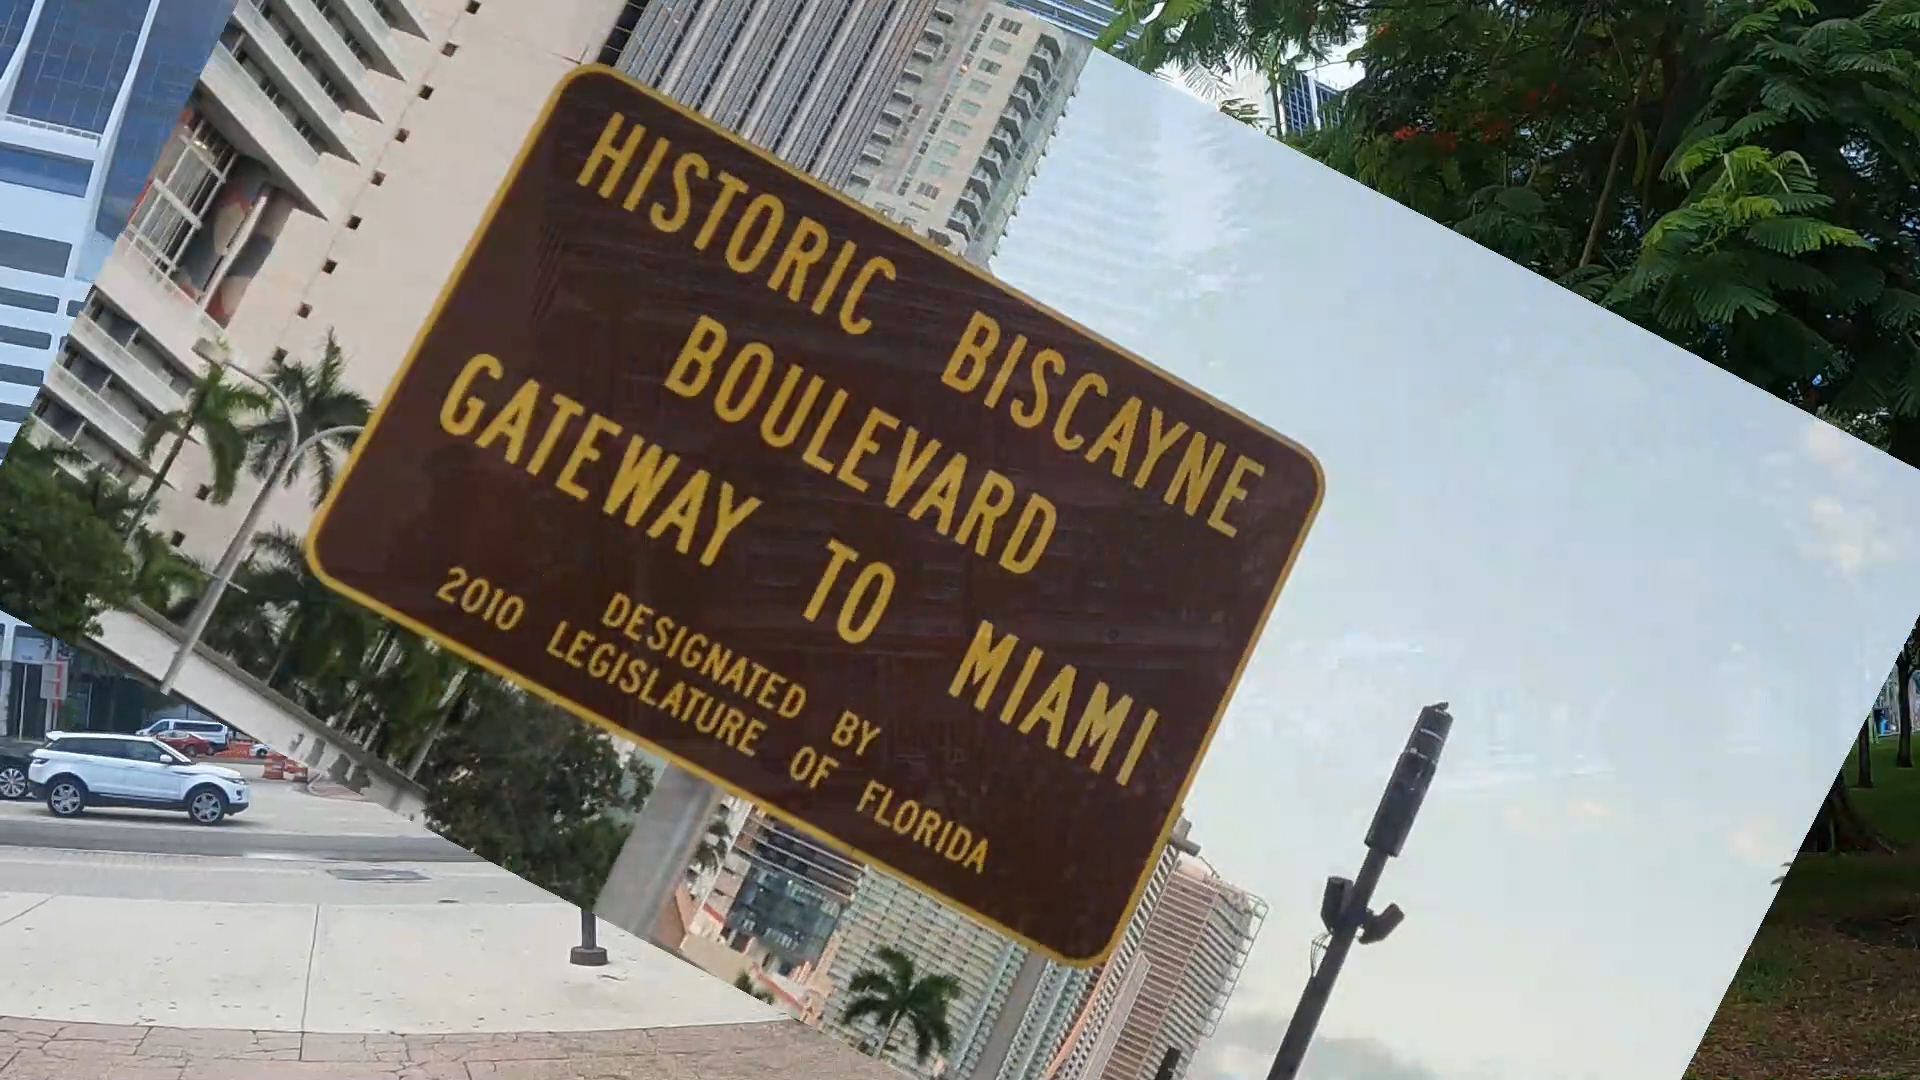 HISTORIC BISCAYNE
BOULEVARD
GATEWAY TO MIAMI
DESIGNATED BY
2010 LEGISLATURE OF FLORIDA